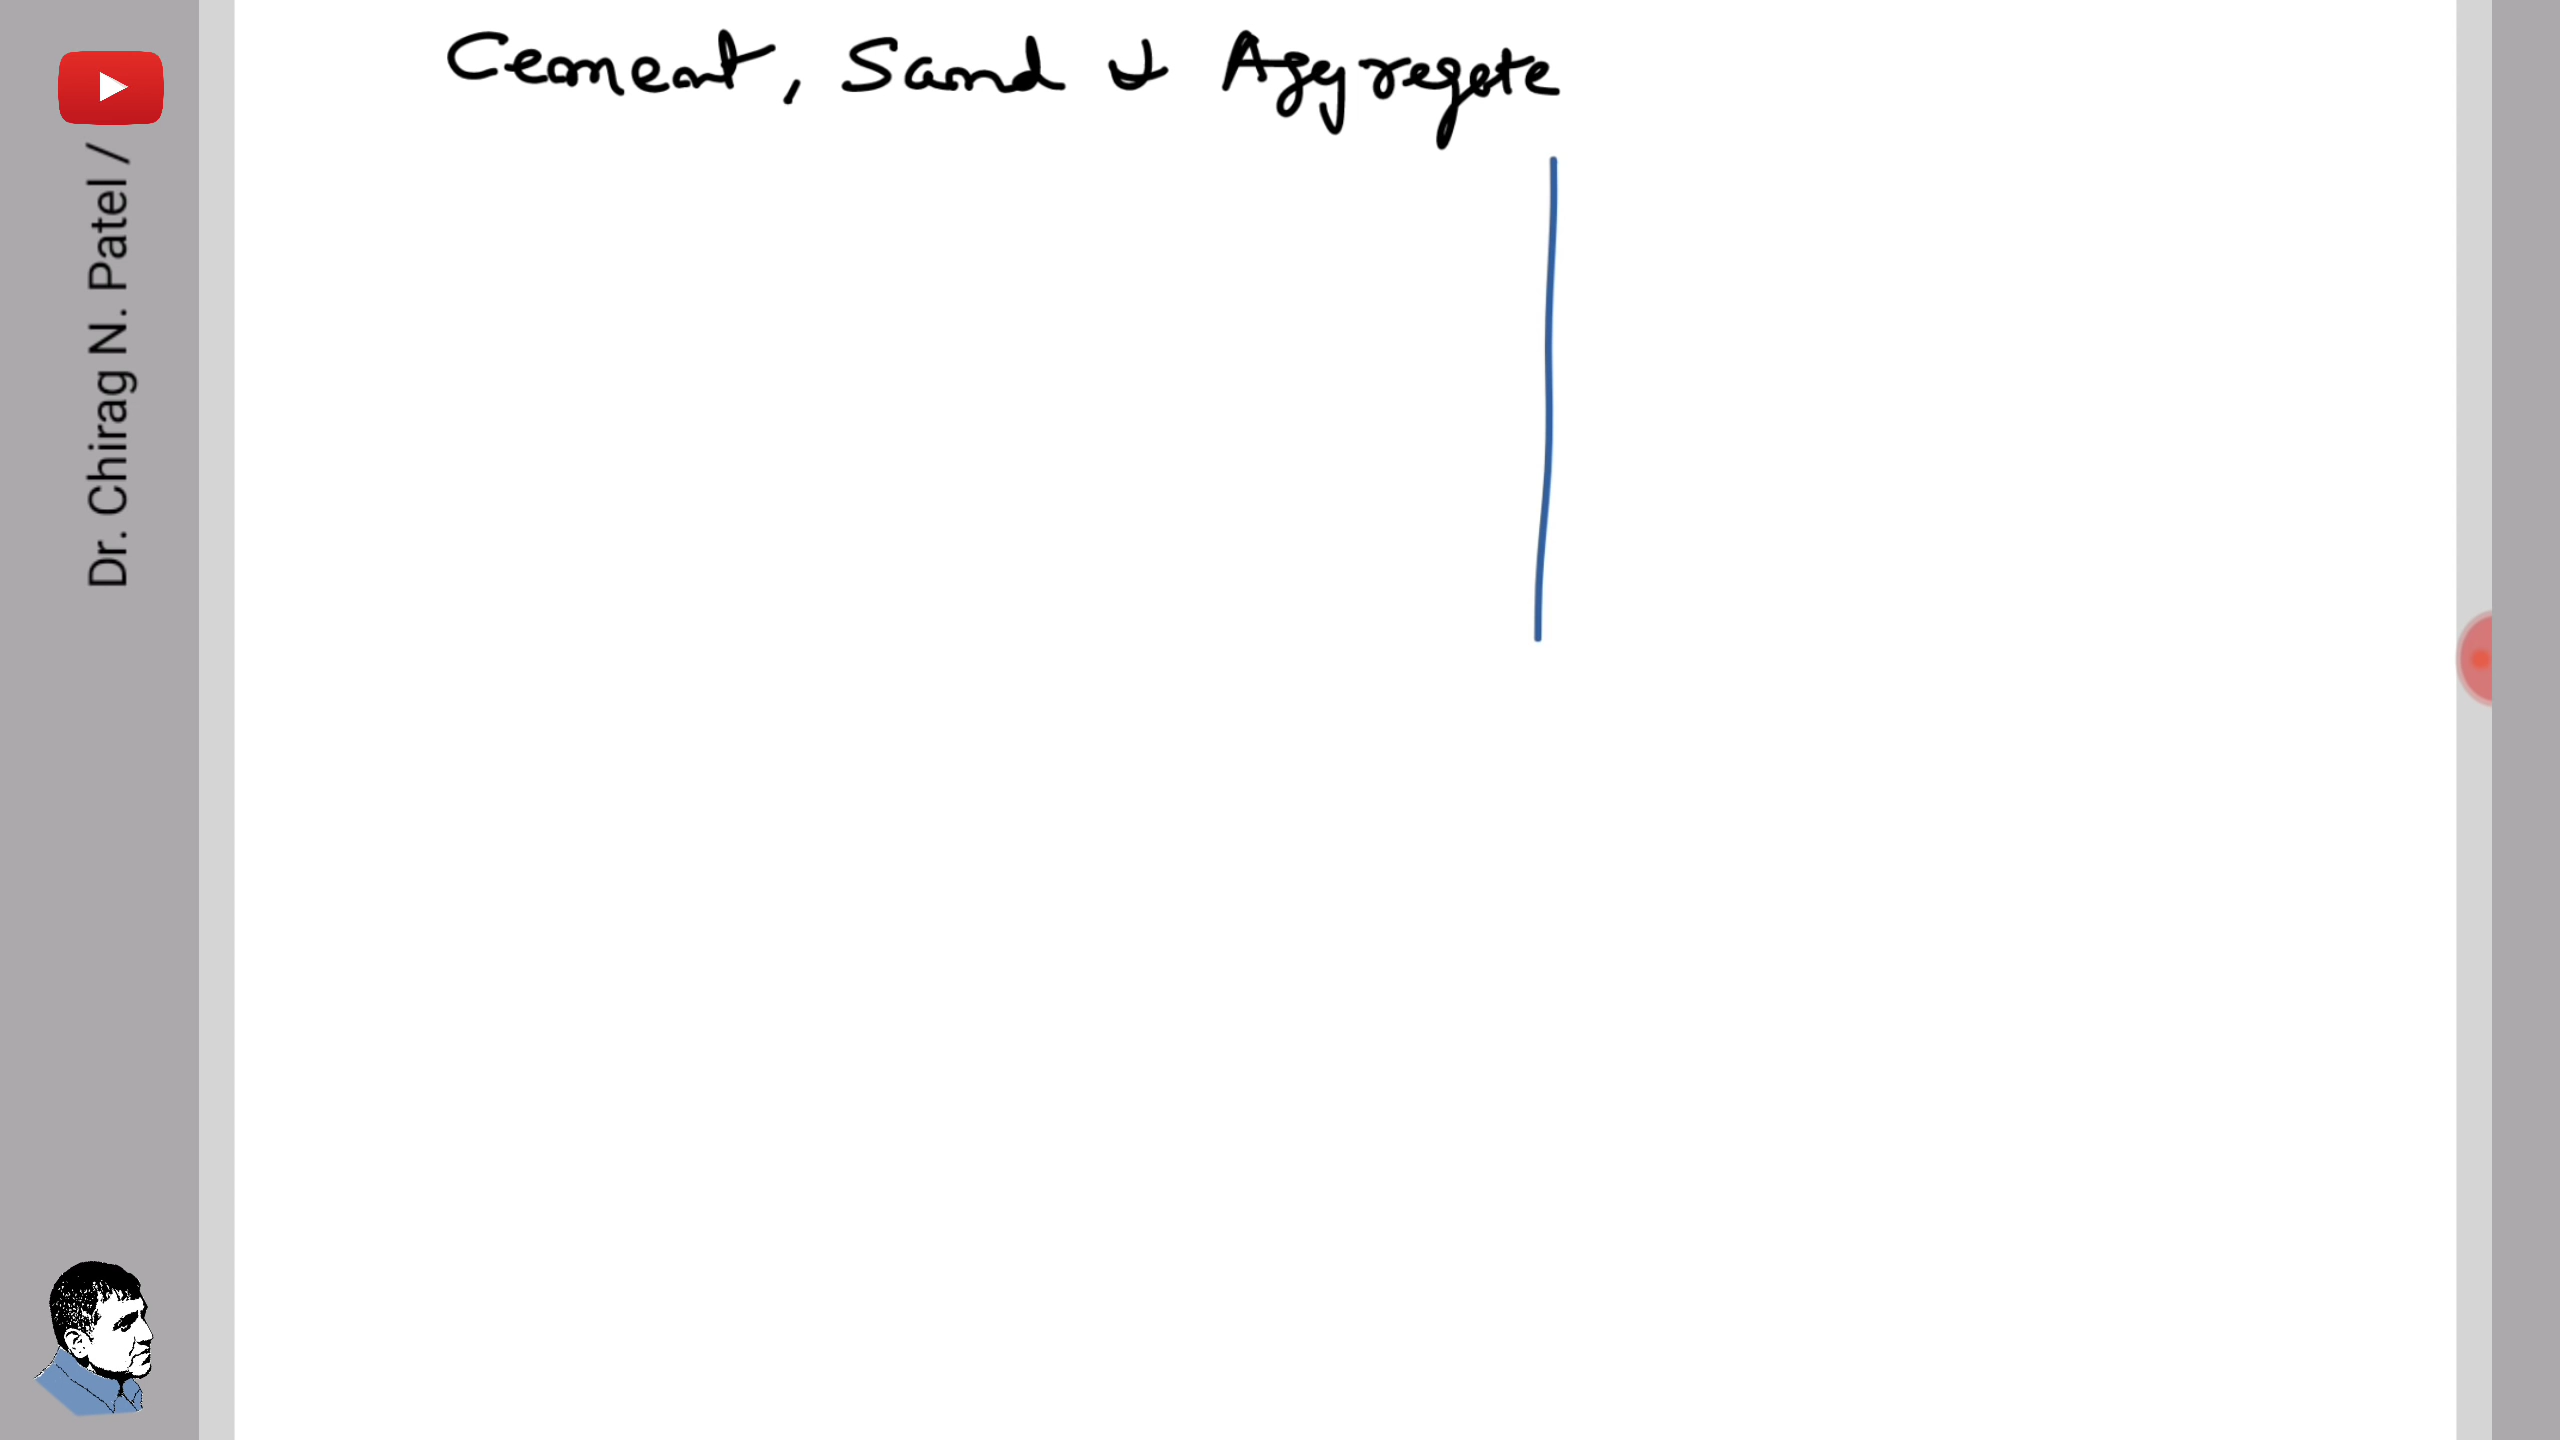 Cement, Sand & Aggregate
Dr. Chirag N. Patel /